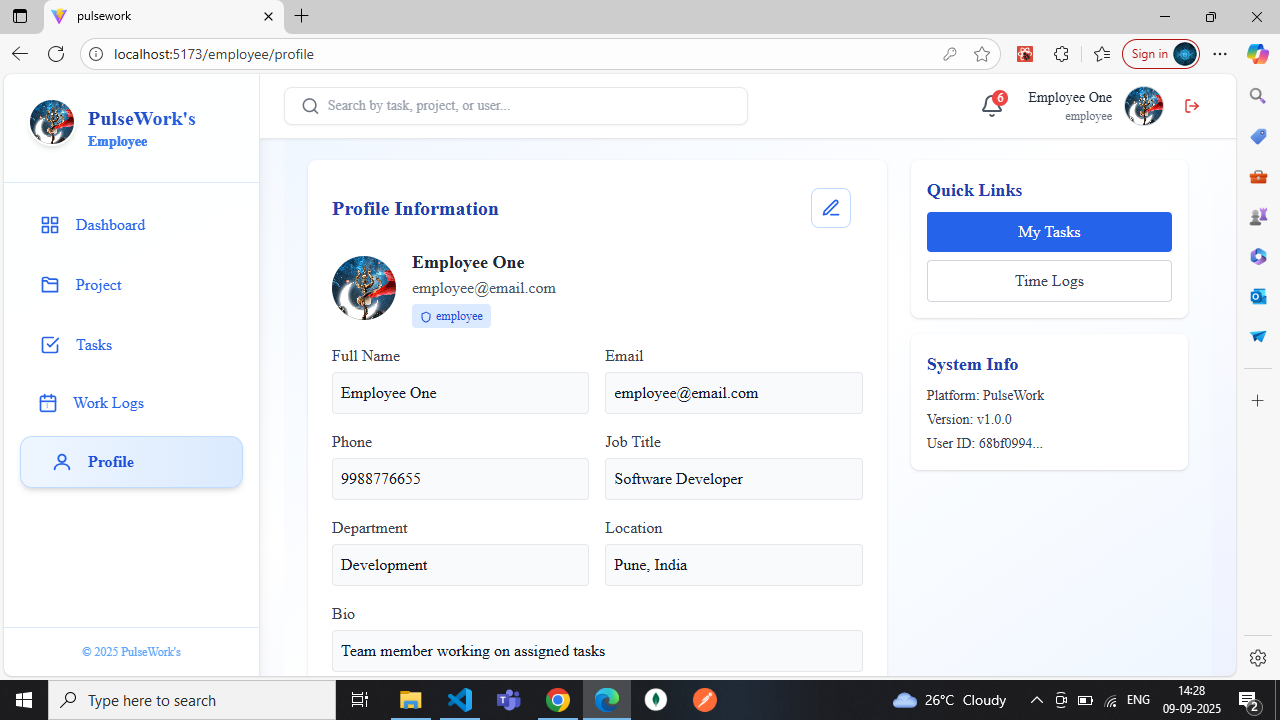 pulsework
localhost:5173/employee/profile
Sign in
PulseWork's
Employee
Search by task, project, or user...
6
Employee One
employee
Dashboard
Project
Tasks
Work Logs
Profile
© 2025 PulseWork's
Profile Information
Employee One
employee@email.com
employee
Full Name
Email
Employee One
employee@email.com
Phone
Job Title
9988776655
Software Developer
Department
Location
Development
Pune, India
Bio
Team member working on assigned tasks
Quick Links
My Tasks
Time Logs
System Info
Platform: PulseWork
Version: v1.0.0
User ID: 68bf0994...
Type here to search
26°C Cloudy
ENG
14:28
09-09-2025
2